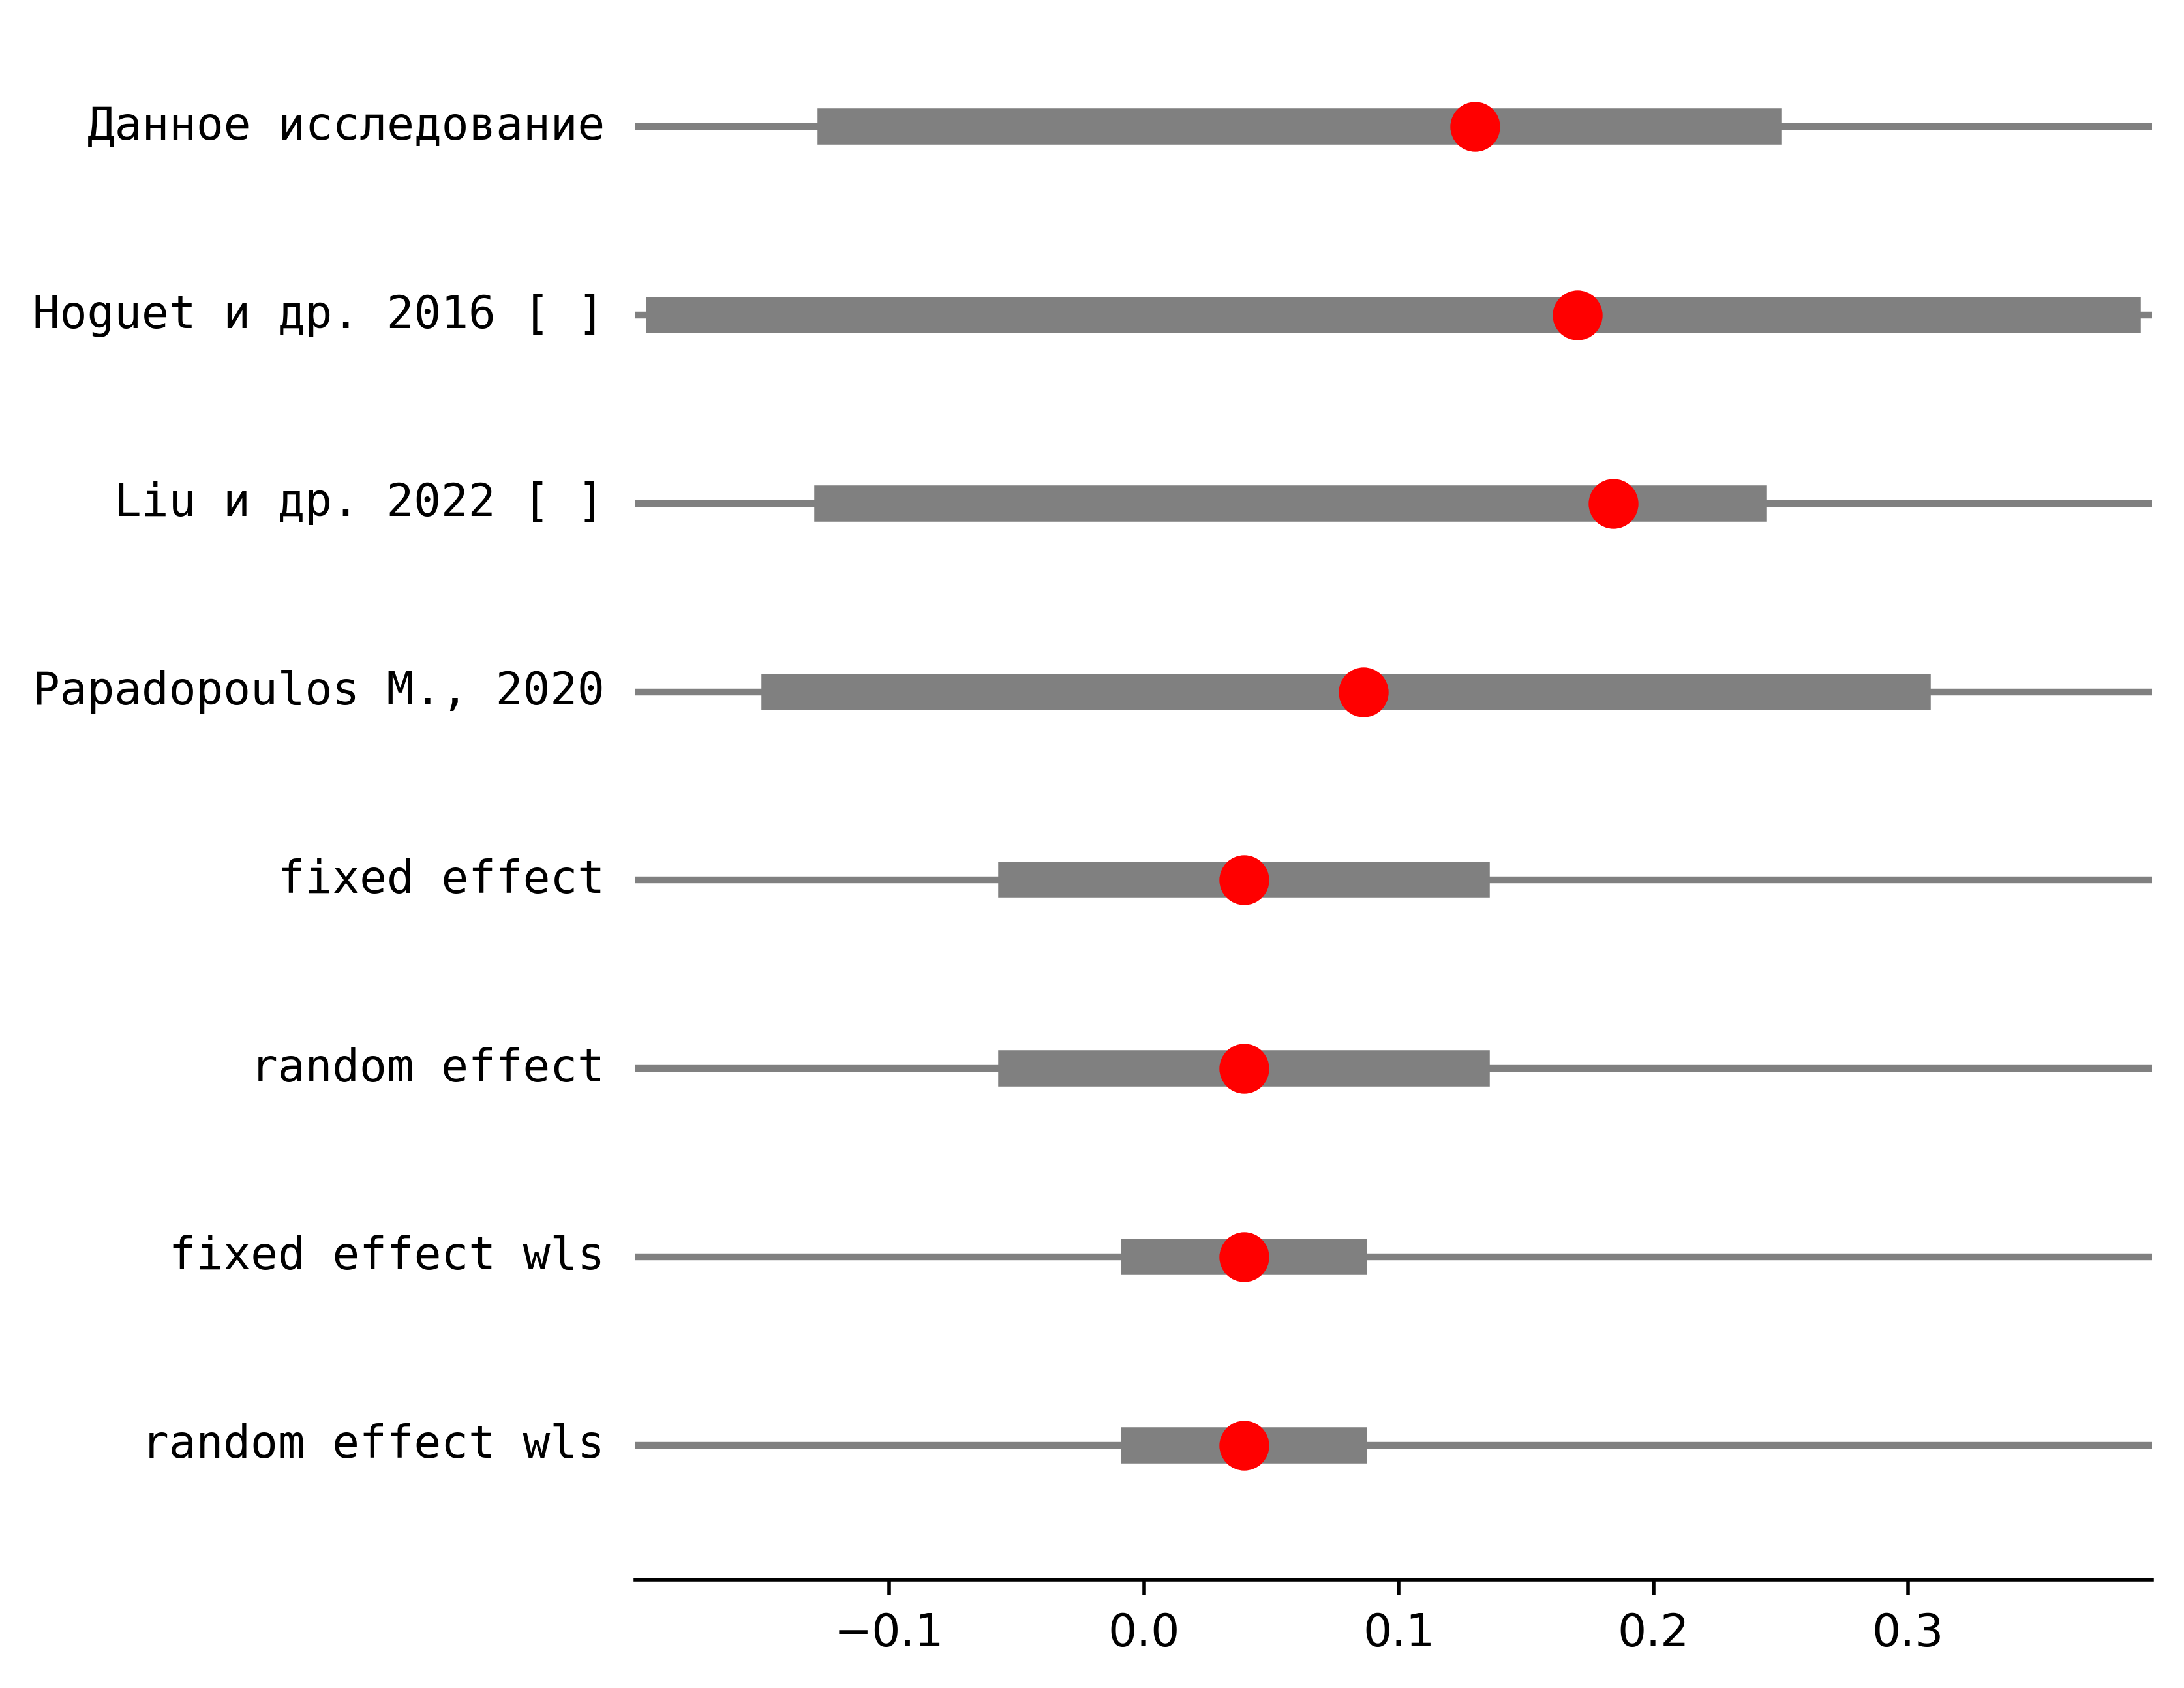 Данное исследование
Hoguet и др. 2016 [ ]
Liu и др. 2022 [ ]
Papadopoulos M., 2020
fixed effect
random effect
fixed effect wls
random effect wls
−0.1 0.0 0.1 0.2 0.3